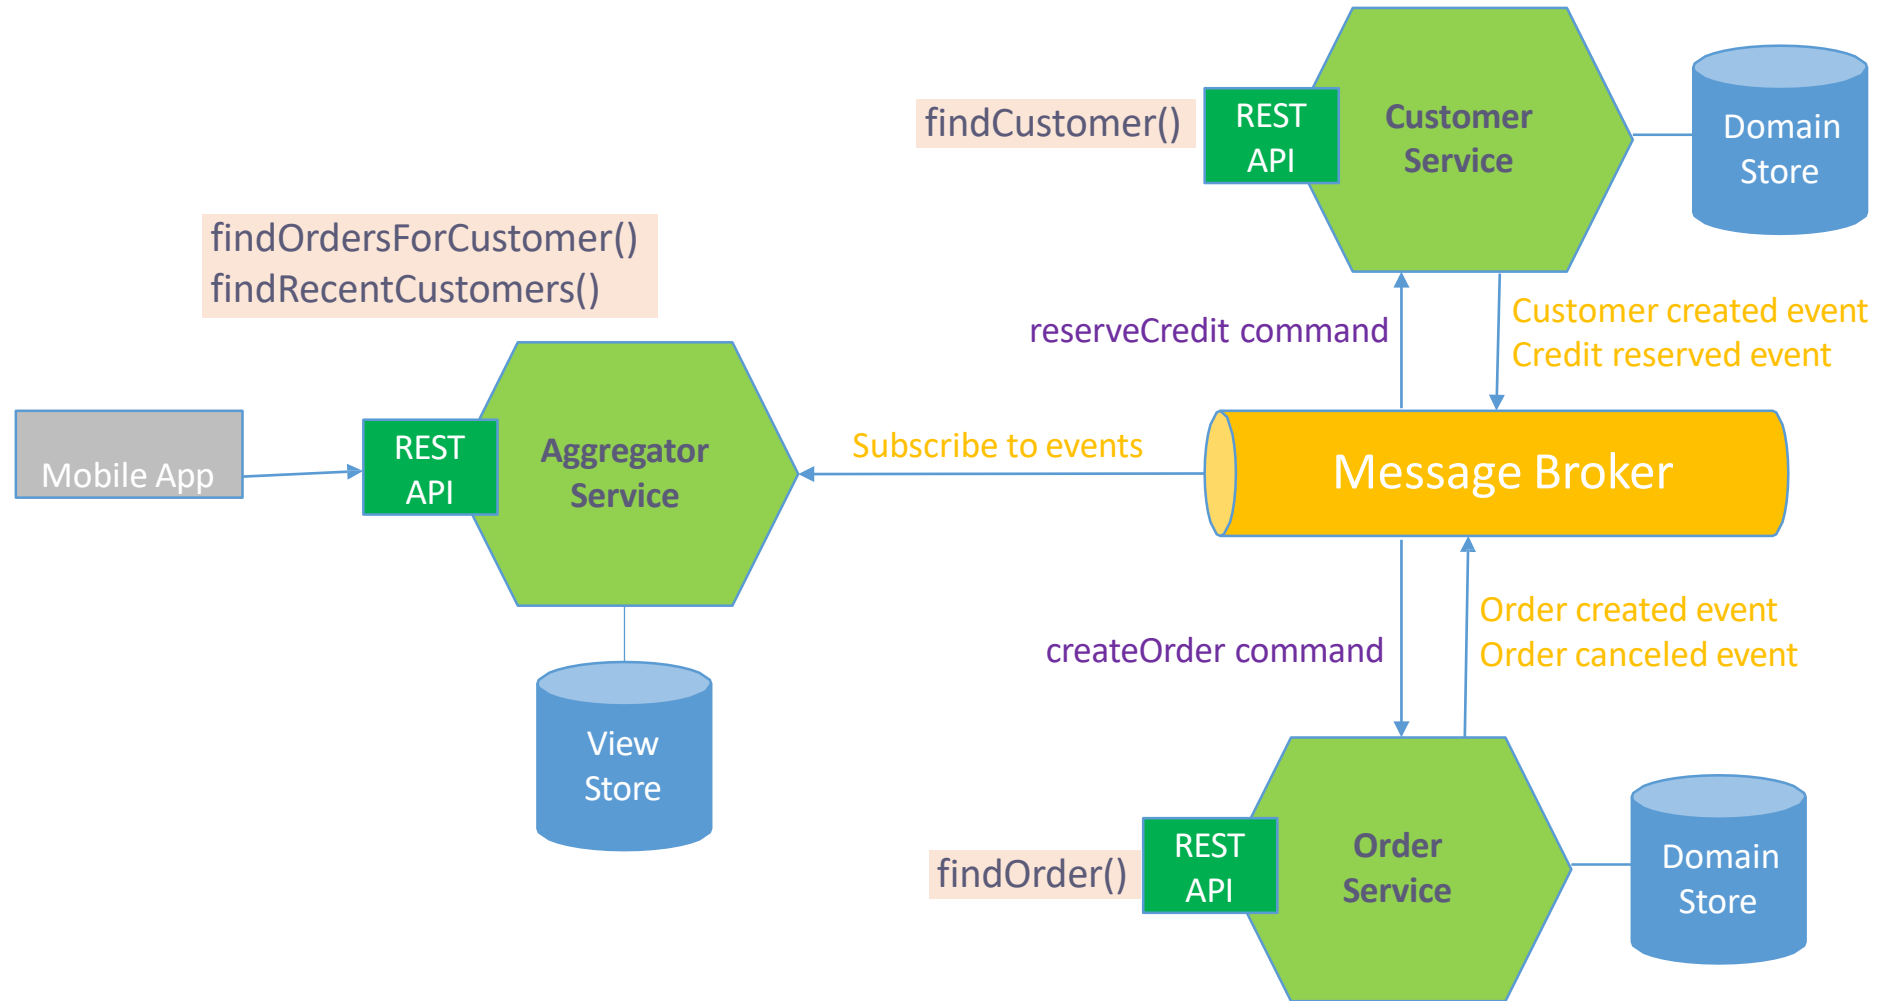 findCustomer()
REST
API
Customer
Service
Domain
Store
findOrdersForCustomer()
findRecentCustomers()
reserveCredit command
Customer created event
Credit reserved event
Mobile App
REST
API
Aggregator
Service
Subscribe to events
Message Broker
createOrder command
Order created event
Order canceled event
View
Store
findOrder()
REST
API
Order
Service
Domain
Store